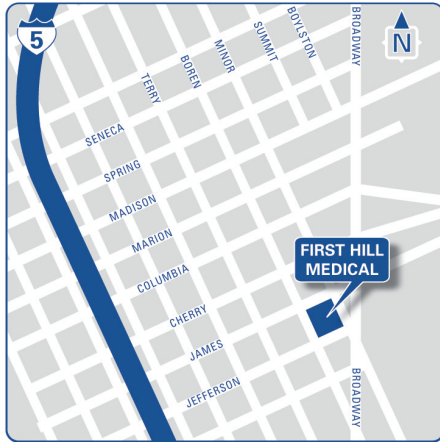 5
BOYLSTON
BROADWAY
SUMMIT
MINOR
BOREN
TERRY
N
SENECA
SPRING
MADISON
MARION
COLUMBIA
CHERRY
JAMES
JEFFERSON
FIRST HILL
MEDICAL
BROADWAY